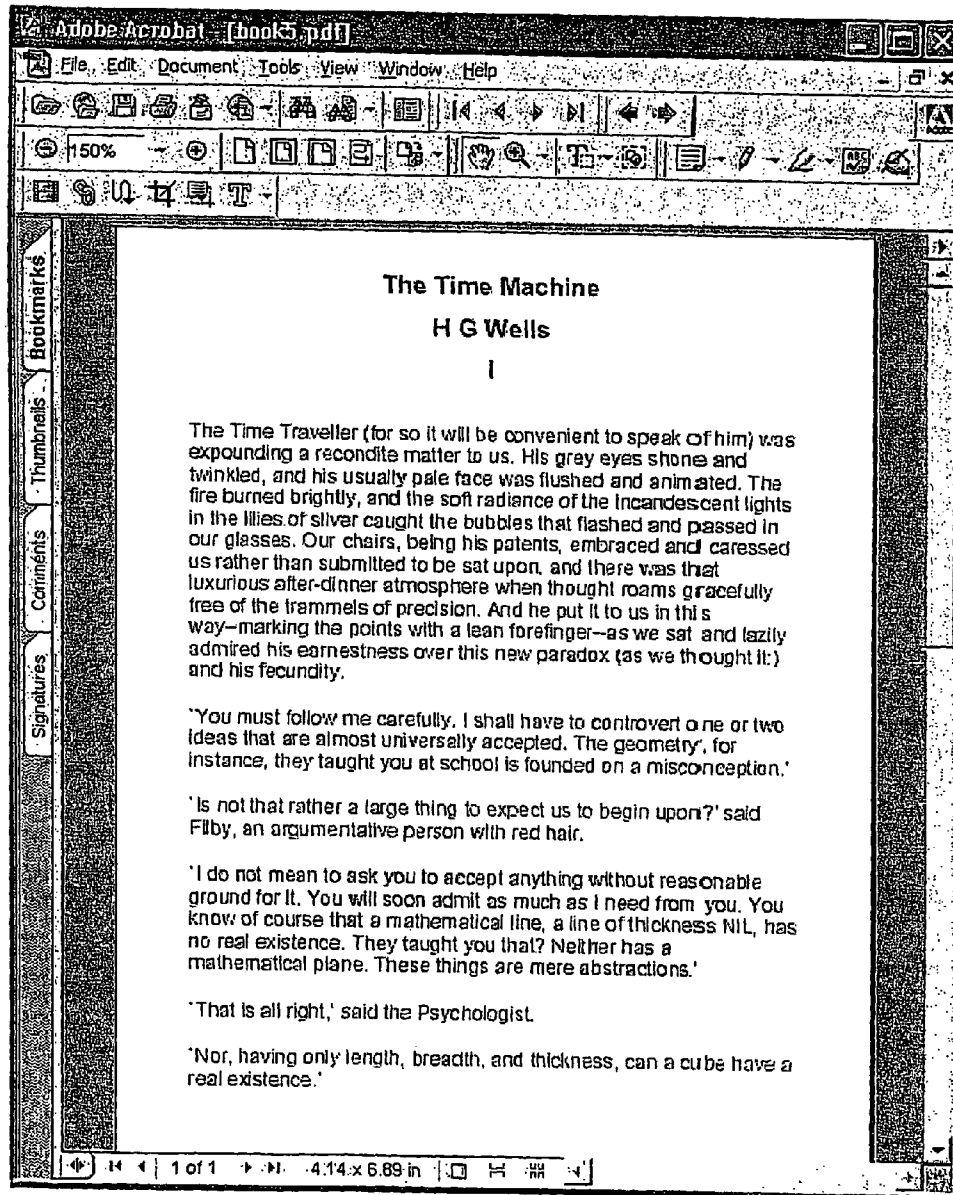 Adobe Acrobat - [book5.pdf]
File Edit Document Tools View Window Help
150%
Bookmarks
Thumbnails
Comments
Signatures
The Time Machine
H G Wells
I
The Time Traveller (for so it will be convenient to speak of him) was
expounding a recondite matter to us. His grey eyes shone and
twinkled, and his usually pale face was flushed and animated. The
fire burned brightly, and the soft radiance of the incandescent lights
in the lilies of silver caught the bubbles that flashed and passed in
our glasses. Our chairs, being his patents, embraced and caressed
us rather than submitted to be sat upon, and there was that
luxurious after-dinner atmosphere when thought roams gracefully
free of the trammels of precision. And he put it to us in this
way--marking the points with a lean forefinger--as we sat and lazily
admired his earnestness over this new paradox (as we thought it:)
and his fecundity.
'You must follow me carefully. I shall have to controvert one or two
ideas that are almost universally accepted. The geometry, for
instance, they taught you at school is founded on a misconception.'
'Is not that rather a large thing to expect us to begin upon?' said
Filby, an argumentative person with red hair.
'I do not mean to ask you to accept anything without reasonable
ground for it. You will soon admit as much as I need from you. You
know of course that a mathematical line, a line of thickness NIL, has
no real existence. They taught you that? Neither has a
mathematical plane. These things are mere abstractions.'
'That is all right,' said the Psychologist.
'Nor, having only length, breadth, and thickness, can a cube have a
real existence.'
1 of 1 4.14 x 6.89 in